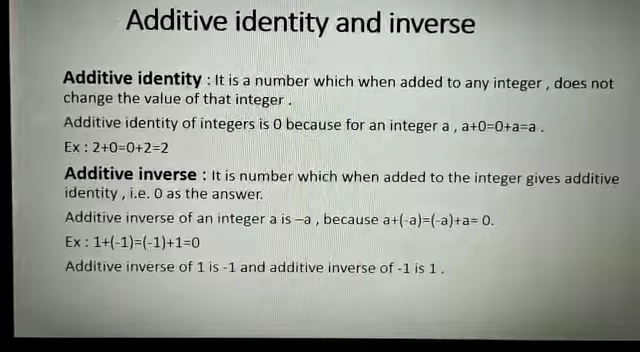 Additive identity and inverse
Additive identity : It is a number which when added to any integer , does not
change the value of that integer .
Additive identity of integers is 0 because for an integer a , a+0=0+a=a .
Ex : 2+0=0+2=2
Additive inverse : It is number which when added to the integer gives additive
identity , i.e. 0 as the answer.
Additive inverse of an integer a is –a , because a+(-a)=(-a)+a= 0.
Ex : 1+(-1)=(-1)+1=0
Additive inverse of 1 is -1 and additive inverse of -1 is 1 .